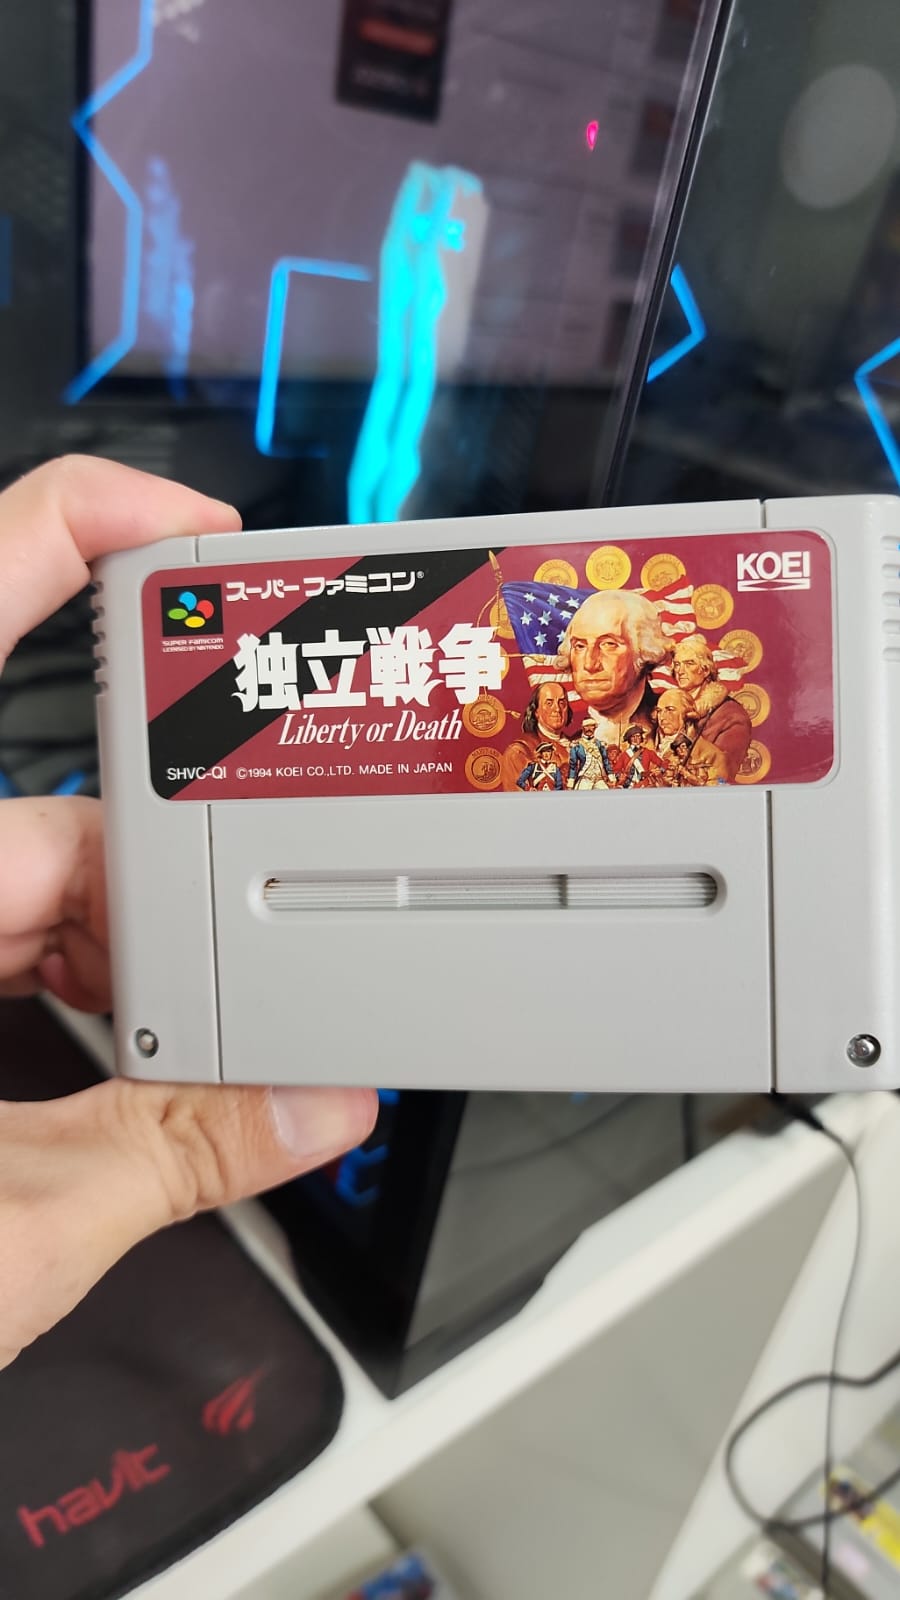 スーパーファミコン®
KOEI
SUPER FAMICOM
LICENSED BY NINTENDO
独立戦争
Liberty or Death
SHVC-QI ©1994 KOEI CO.,LTD. MADE IN JAPAN
havit